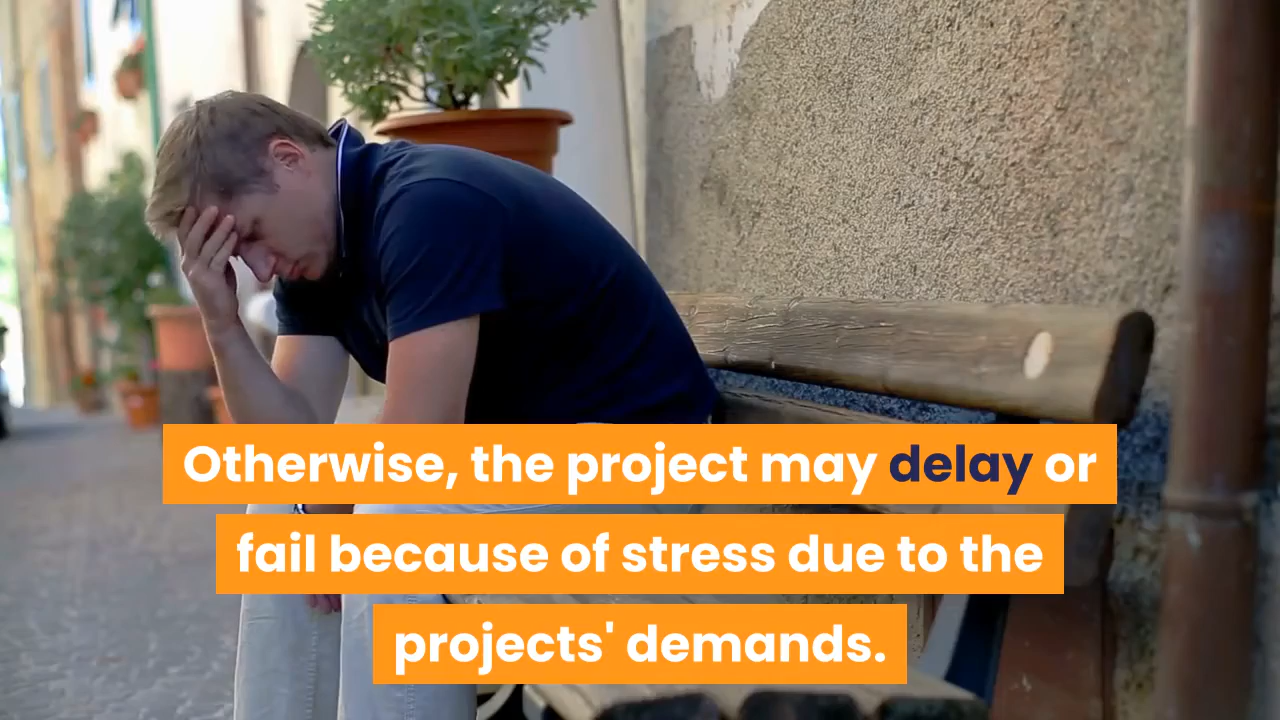 Otherwise, the project may delay or
fail because of stress due to the
projects' demands.